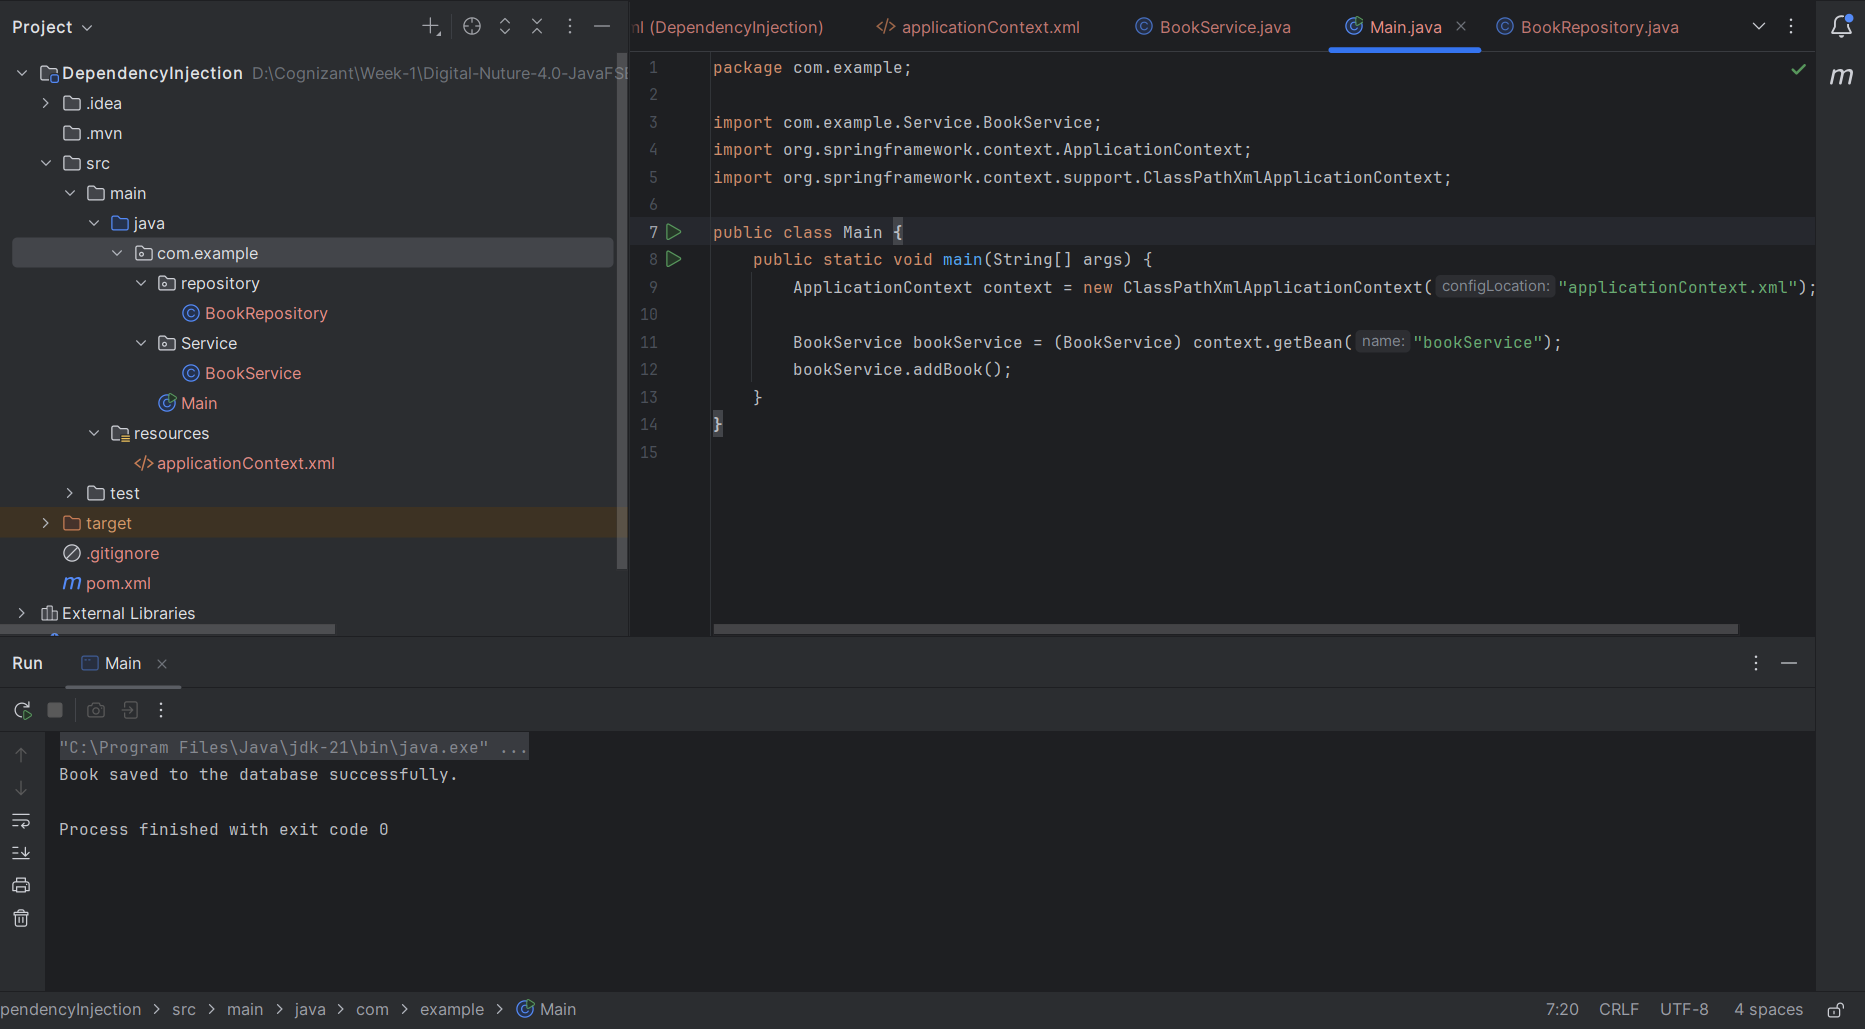 Project
DependencyInjection D:\Cognizant\Week-1\Digital-Nuture-4.0-JavaFSE
.idea
.mvn
src
main
java
com.example
repository
BookRepository
Service
BookService
Main
resources
applicationContext.xml
test
target
.gitignore
pom.xml
External Libraries
ml (DependencyInjection) applicationContext.xml BookService.java Main.java BookRepository.java
1 package com.example;
2
3 import com.example.Service.BookService;
4 import org.springframework.context.ApplicationContext;
5 import org.springframework.context.support.ClassPathXmlApplicationContext;
6
7 public class Main {
8 public static void main(String[] args) {
9 ApplicationContext context = new ClassPathXmlApplicationContext( configLocation: "applicationContext.xml");
10
11 BookService bookService = (BookService) context.getBean( name: "bookService");
12 bookService.addBook();
13 }
14 }
15
m
Run Main
"C:\Program Files\Java\jdk-21\bin\java.exe" ...
Book saved to the database successfully.
Process finished with exit code 0
pendencyInjection > src > main > java > com > example > Main
7:20 CRLF UTF-8 4 spaces